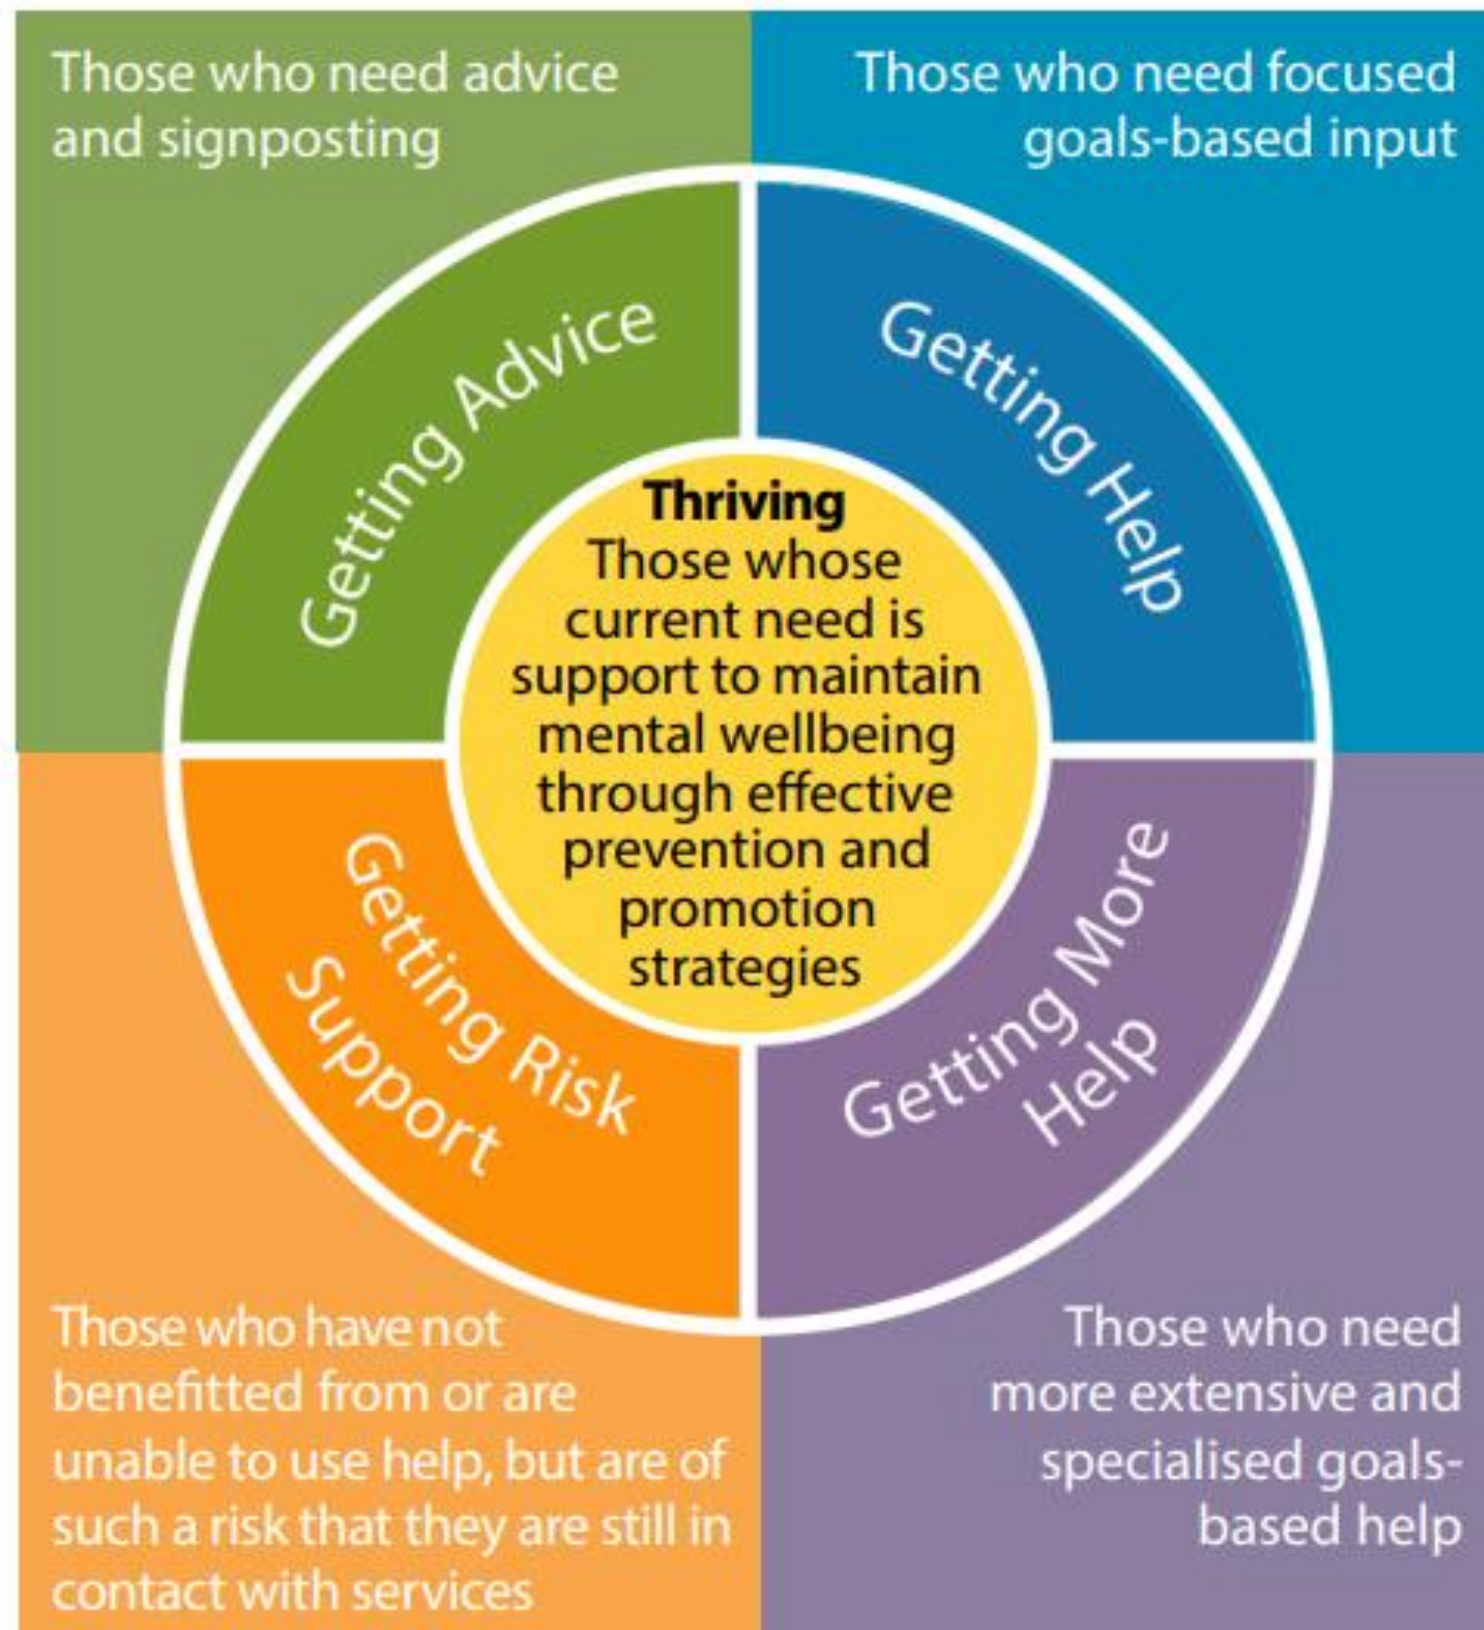 Those who need advice
and signposting
Those who need focused
goals-based input
Getting Advice
Getting Help
Thriving
Those whose
current need is
support to maintain
mental wellbeing
through effective
prevention and
promotion
strategies
Getting Risk
Support
Getting More
Help
Those who have not
benefitted from or are
unable to use help, but are of
such a risk that they are still in
contact with services
Those who need
more extensive and
specialised goals-
based help